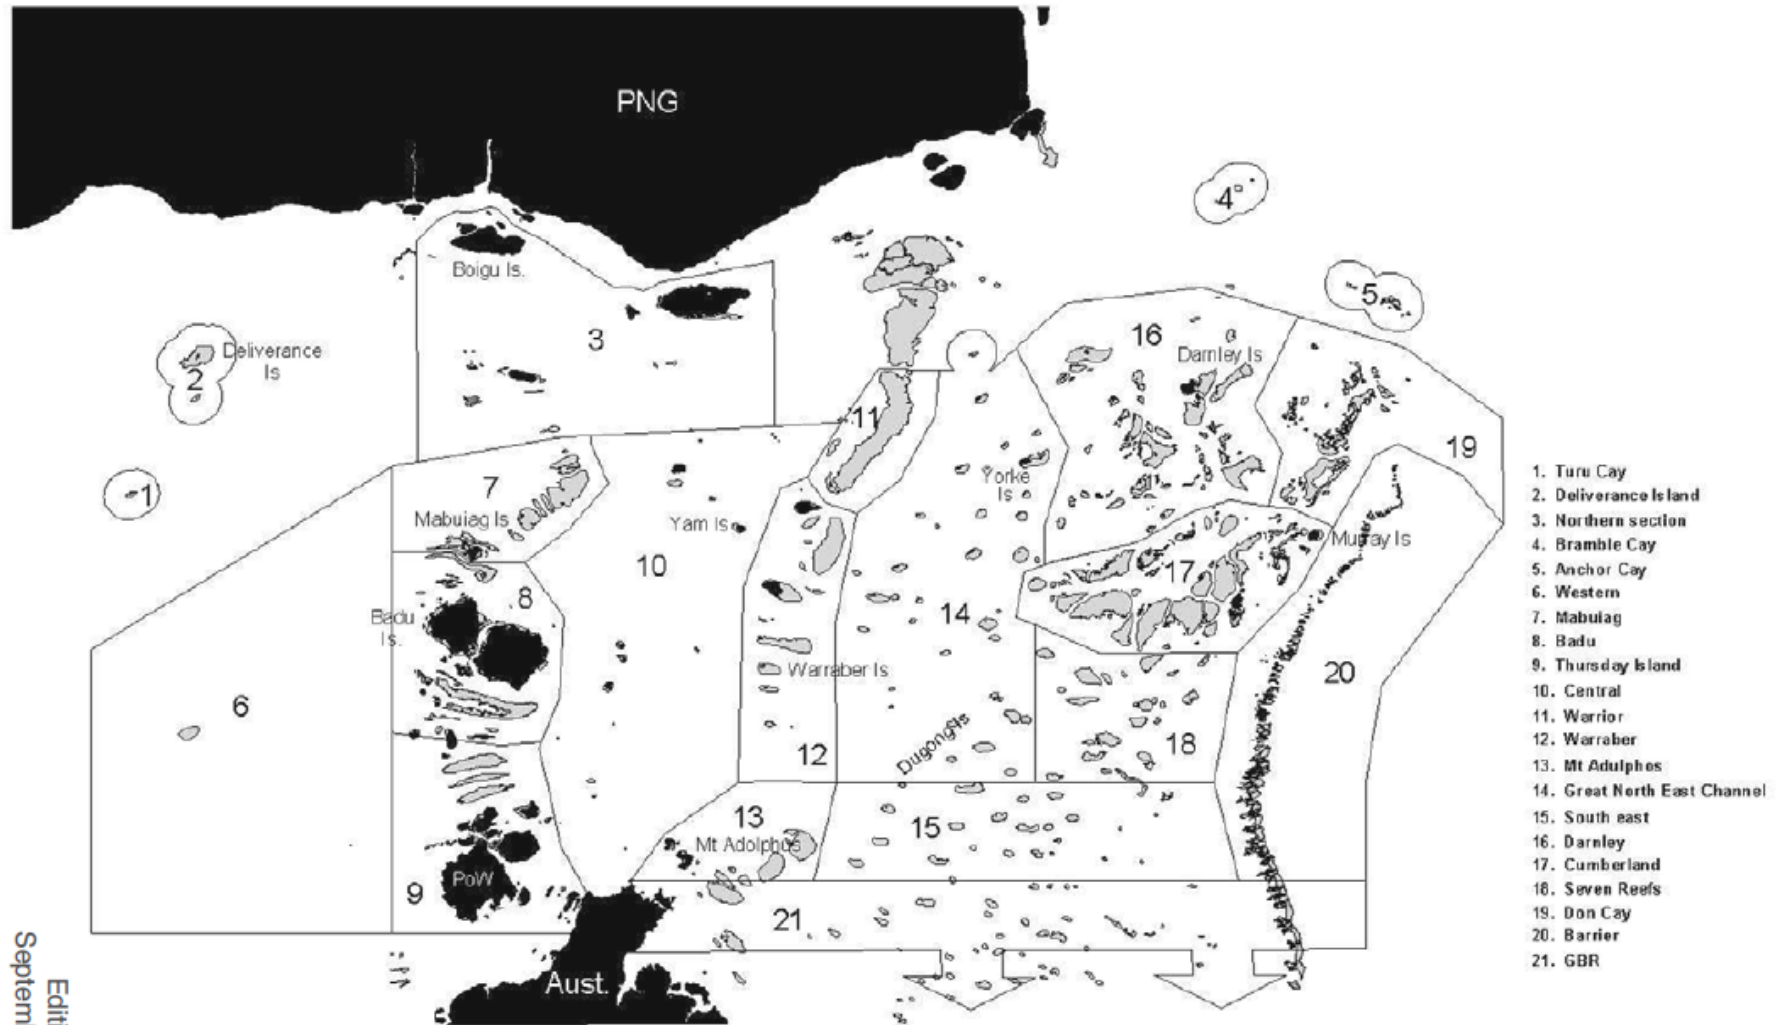 PNG
4
Boigu Is.
5
3
16
Darnley Is
Deliverance
Is
2
11
19
Yorke
Is
7
1
Mabuiag Is
Yam Is
Murray Is
10
17
8
Badu
Is.
14
Warraber Is
20
6
Dugong Is
12
18
13
15
Mt Adolphus
PoW
9
21
Aust.
1. Turu Cay
2. Deliverance Island
3. Northern section
4. Bramble Cay
5. Anchor Cay
6. Western
7. Mabuiag
8. Badu
9. Thursday Island
10. Central
11. Warrior
12. Warraber
13. Mt Adulphos
14. Great North East Channel
15. South east
16. Darnley
17. Cumberland
18. Seven Reefs
19. Don Cay
20. Barrier
21. GBR
Editi
Septem